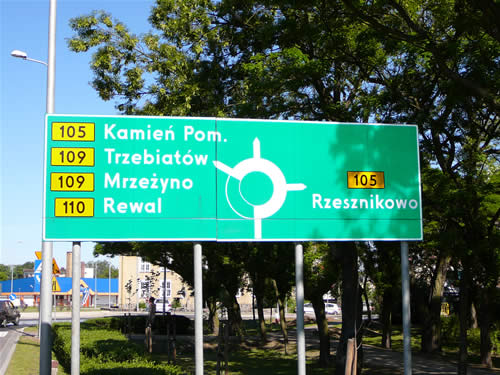 105 Kamień Pom.
109 Trzebiatów
109 Mrzeżyno
110 Rewal
105
Rzesznikowo